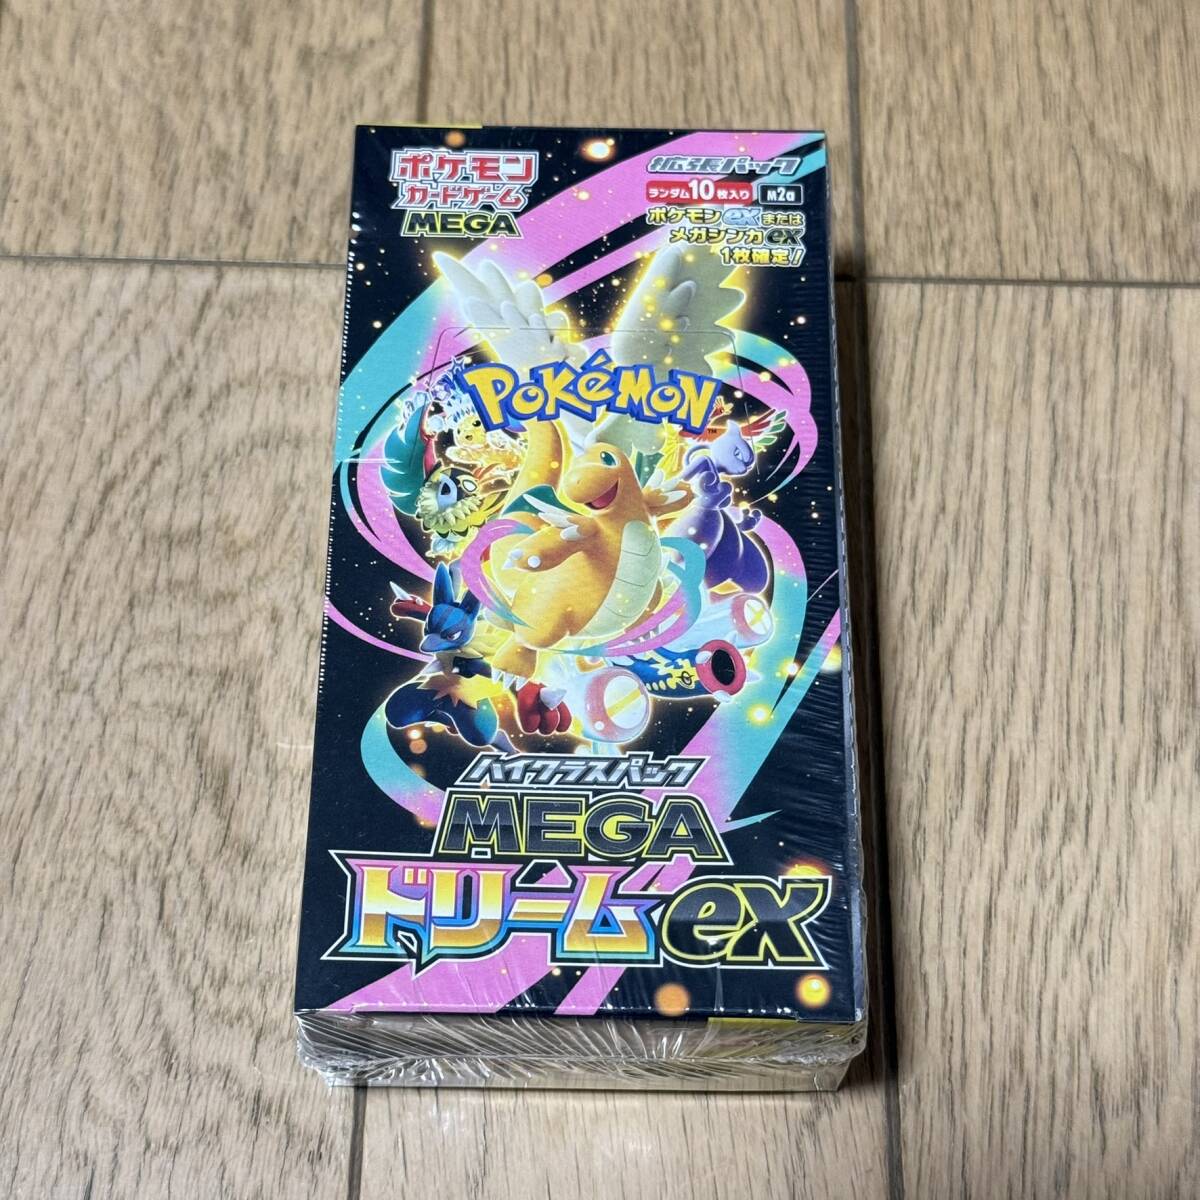 ポケモン
カードゲーム
MEGA
拡張パック
ランダム10枚入り M2a
ポケモンexまたは
メガシンカex
1枚確定!
POKéMON
TM
ハイクラスパック
MEGA
ドリームex